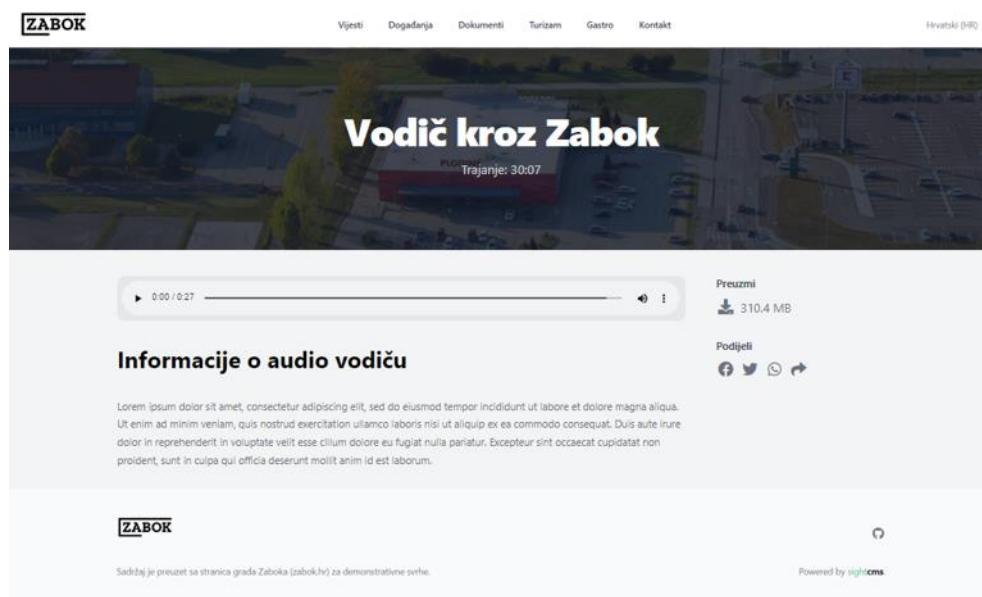 ZABOK
Vijesti Događanja Dokumenti Turizam Gastro Kontakt
Hrvatski (HR)
Vodič kroz Zabok
Trajanje: 30:07
0:00 / 0:27
Preuzmi
310.4 MB
Podijeli
Informacije o audio vodiču
Lorem ipsum dolor sit amet, consectetur adipiscing elit, sed do eiusmod tempor incididunt ut labore et dolore magna aliqua.
Ut enim ad minim veniam, quis nostrud exercitation ullamco laboris nisi ut aliquip ex ea commodo consequat. Duis aute irure
dolor in reprehenderit in voluptate velit esse cillum dolore eu fugiat nulla pariatur. Excepteur sint occaecat cupidatat non
proident, sunt in culpa qui officia deserunt mollit anim id est laborum.
ZABOK
Sadržaj je preuzet sa stranica grada Zaboka (zabok.hr) za demonstrativne svrhe.
Powered by sightcms.